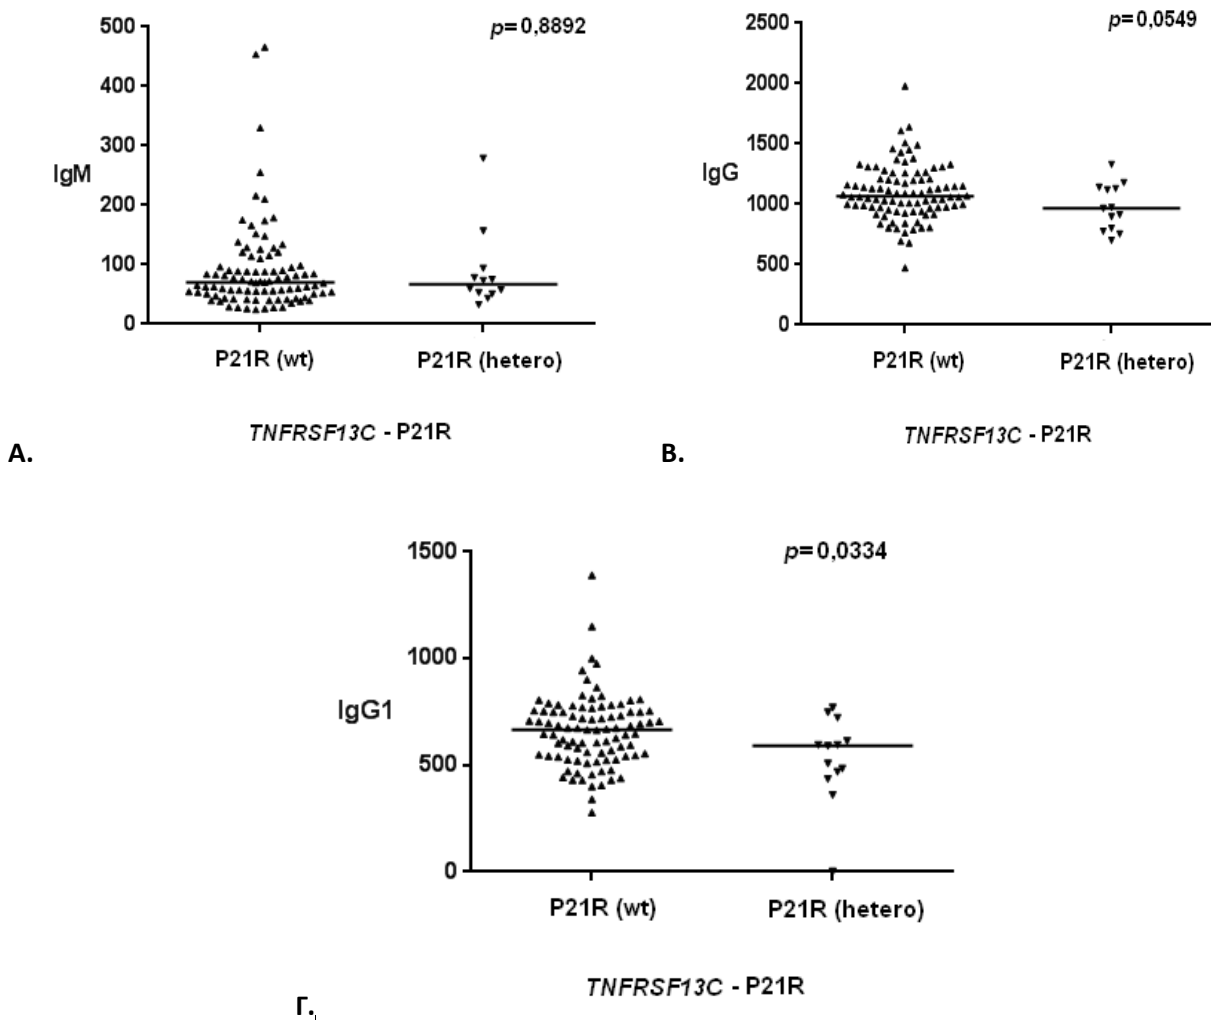 p=0,8892
500
400
300
IgM
200
100
0
P21R (wt) P21R (hetero)
TNFRSF13C - P21R
A.
p=0,0549
2500
2000
1500
IgG
1000
500
0
P21R (wt) P21R (hetero)
TNFRSF13C - P21R
B.
p=0,0334
1500
1000
IgG1
500
0
P21R (wt) P21R (hetero)
TNFRSF13C - P21R
Γ.